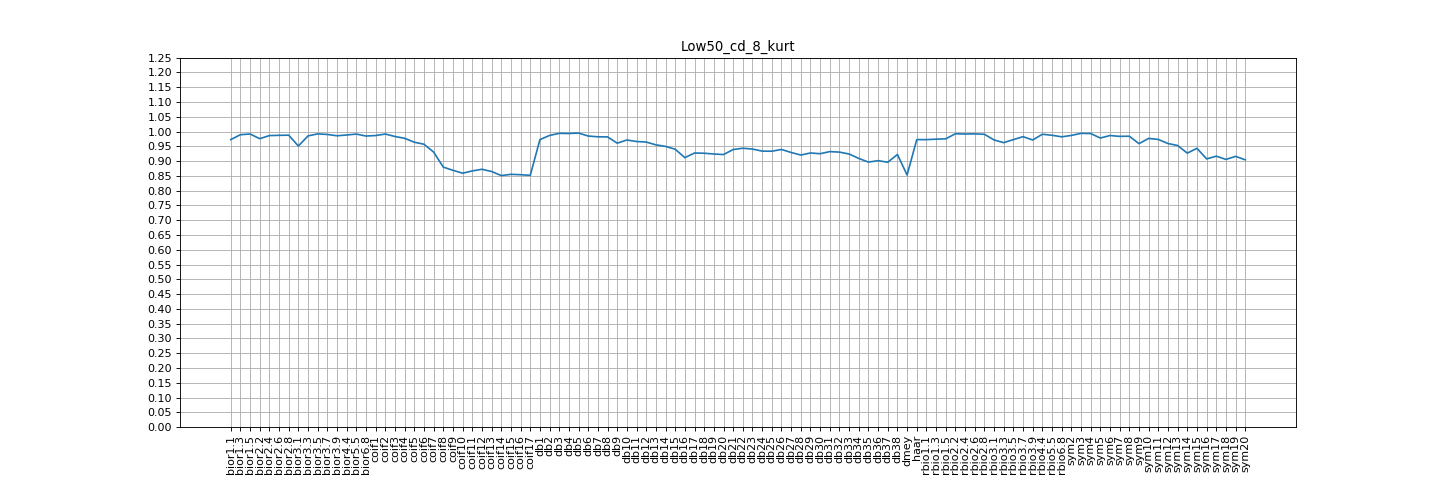 Low50_cd_8_kurt
1.25
1.20
1.15
1.10
1.05
1.00
0.95
0.90
0.85
0.80
0.75
0.70
0.65
0.60
0.55
0.50
0.45
0.40
0.35
0.30
0.25
0.20
0.15
0.10
0.05
0.00
bior1.1
bior1.3
bior1.5
bior2.2
bior2.4
bior2.6
bior2.8
bior3.1
bior3.3
bior3.5
bior3.7
bior3.9
bior4.4
bior5.5
bior6.8
coif1
coif2
coif3
coif4
coif5
coif6
coif7
coif8
coif9
coif10
coif11
coif12
coif13
coif14
coif15
coif16
coif17
db1
db2
db3
db4
db5
db6
db7
db8
db9
db10
db11
db12
db13
db14
db15
db16
db17
db18
db19
db20
db21
db22
db23
db24
db25
db26
db27
db28
db29
db30
db31
db32
db33
db34
db35
db36
db37
db38
dmey
haar
rbio1.1
rbio1.3
rbio1.5
rbio2.2
rbio2.4
rbio2.6
rbio2.8
rbio3.1
rbio3.3
rbio3.5
rbio3.7
rbio3.9
rbio4.4
rbio5.5
rbio6.8
sym2
sym3
sym4
sym5
sym6
sym7
sym8
sym9
sym10
sym11
sym12
sym13
sym14
sym15
sym16
sym17
sym18
sym19
sym20